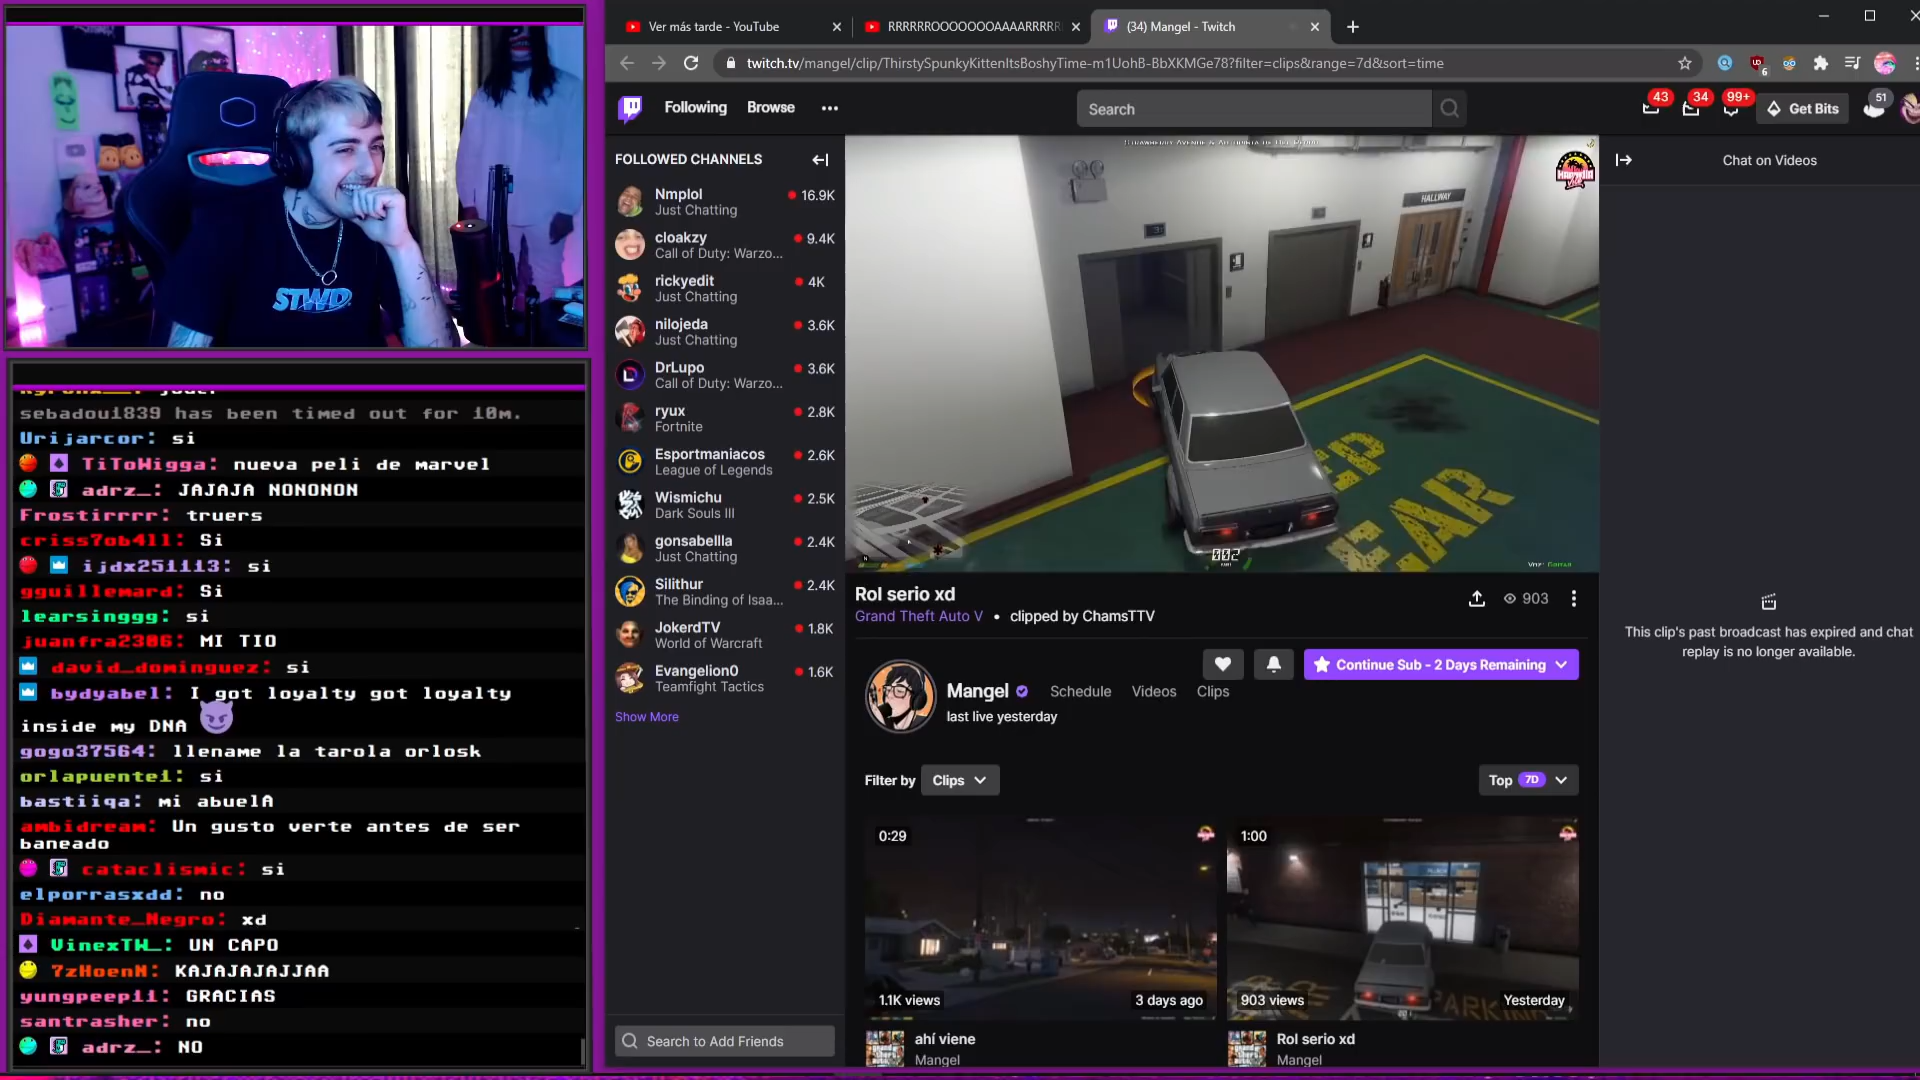 STWD
sebadou1839 has been timed out for 10m.
Urijarcor: si
TiToWigga: nueva peli de marvel
adrz_: JAJAJA NONONON
Frostirrrr: truers
criss7ob4ll: Si
ijdx251113: si
gguillemard: Si
learsinggg: si
juanfra2306: MI TIO
david_dominguez: si
bydyabel: I got loyalty got loyalty
inside my DNA
gogo37564: llename la tarola orlosk
orlapuente1: si
bastiiqa: mi abuelA
ambidream: Un gusto verte antes de ser
baneado
cataclismic: si
elporrasxdd: no
Diamante_Negro: xd
VinexTW_: UN CAPO
7zHoenN: KAJAJAJAJJAA
yungpeep11: GRACIAS
santrasher: no
adrz_: NO
Ver más tarde - YouTube
RRRRRROOOOOOOAAAARRRRR
(34) Mangel - Twitch
twitch.tv/mangel/clip/ThirstySpunkyKittenItsBoshyTime-m1UohB-BbXKMGe78?filter=clips&range=7d&sort=time
6
Following
Browse
Search
43
34
99+
Get Bits
51
FOLLOWED CHANNELS
Nmplol
16.9K
Just Chatting
cloakzy
9.4K
Call of Duty: Warzo...
rickyedit
4K
Just Chatting
nilojeda
3.6K
Just Chatting
DrLupo
3.6K
Call of Duty: Warzo...
ryux
2.8K
Fortnite
Esportmaniacos
2.6K
League of Legends
Wismichu
2.5K
Dark Souls III
gonsabellla
2.4K
Just Chatting
Silithur
2.4K
The Binding of Isaa...
JokerdTV
1.8K
World of Warcraft
Evangelion0
1.6K
Teamfight Tactics
Show More
Search to Add Friends
HALLWAY
002
Rol serio xd
903
Grand Theft Auto V • clipped by ChamsTTV
Continue Sub - 2 Days Remaining
Mangel
Schedule
Videos
Clips
last live yesterday
Filter by
Clips
Top 7D
0:29
1.1K views
3 days ago
ahí viene
Mangel
1:00
903 views
Yesterday
Rol serio xd
Mangel
Chat on Videos
This clip's past broadcast has expired and chat
replay is no longer available.